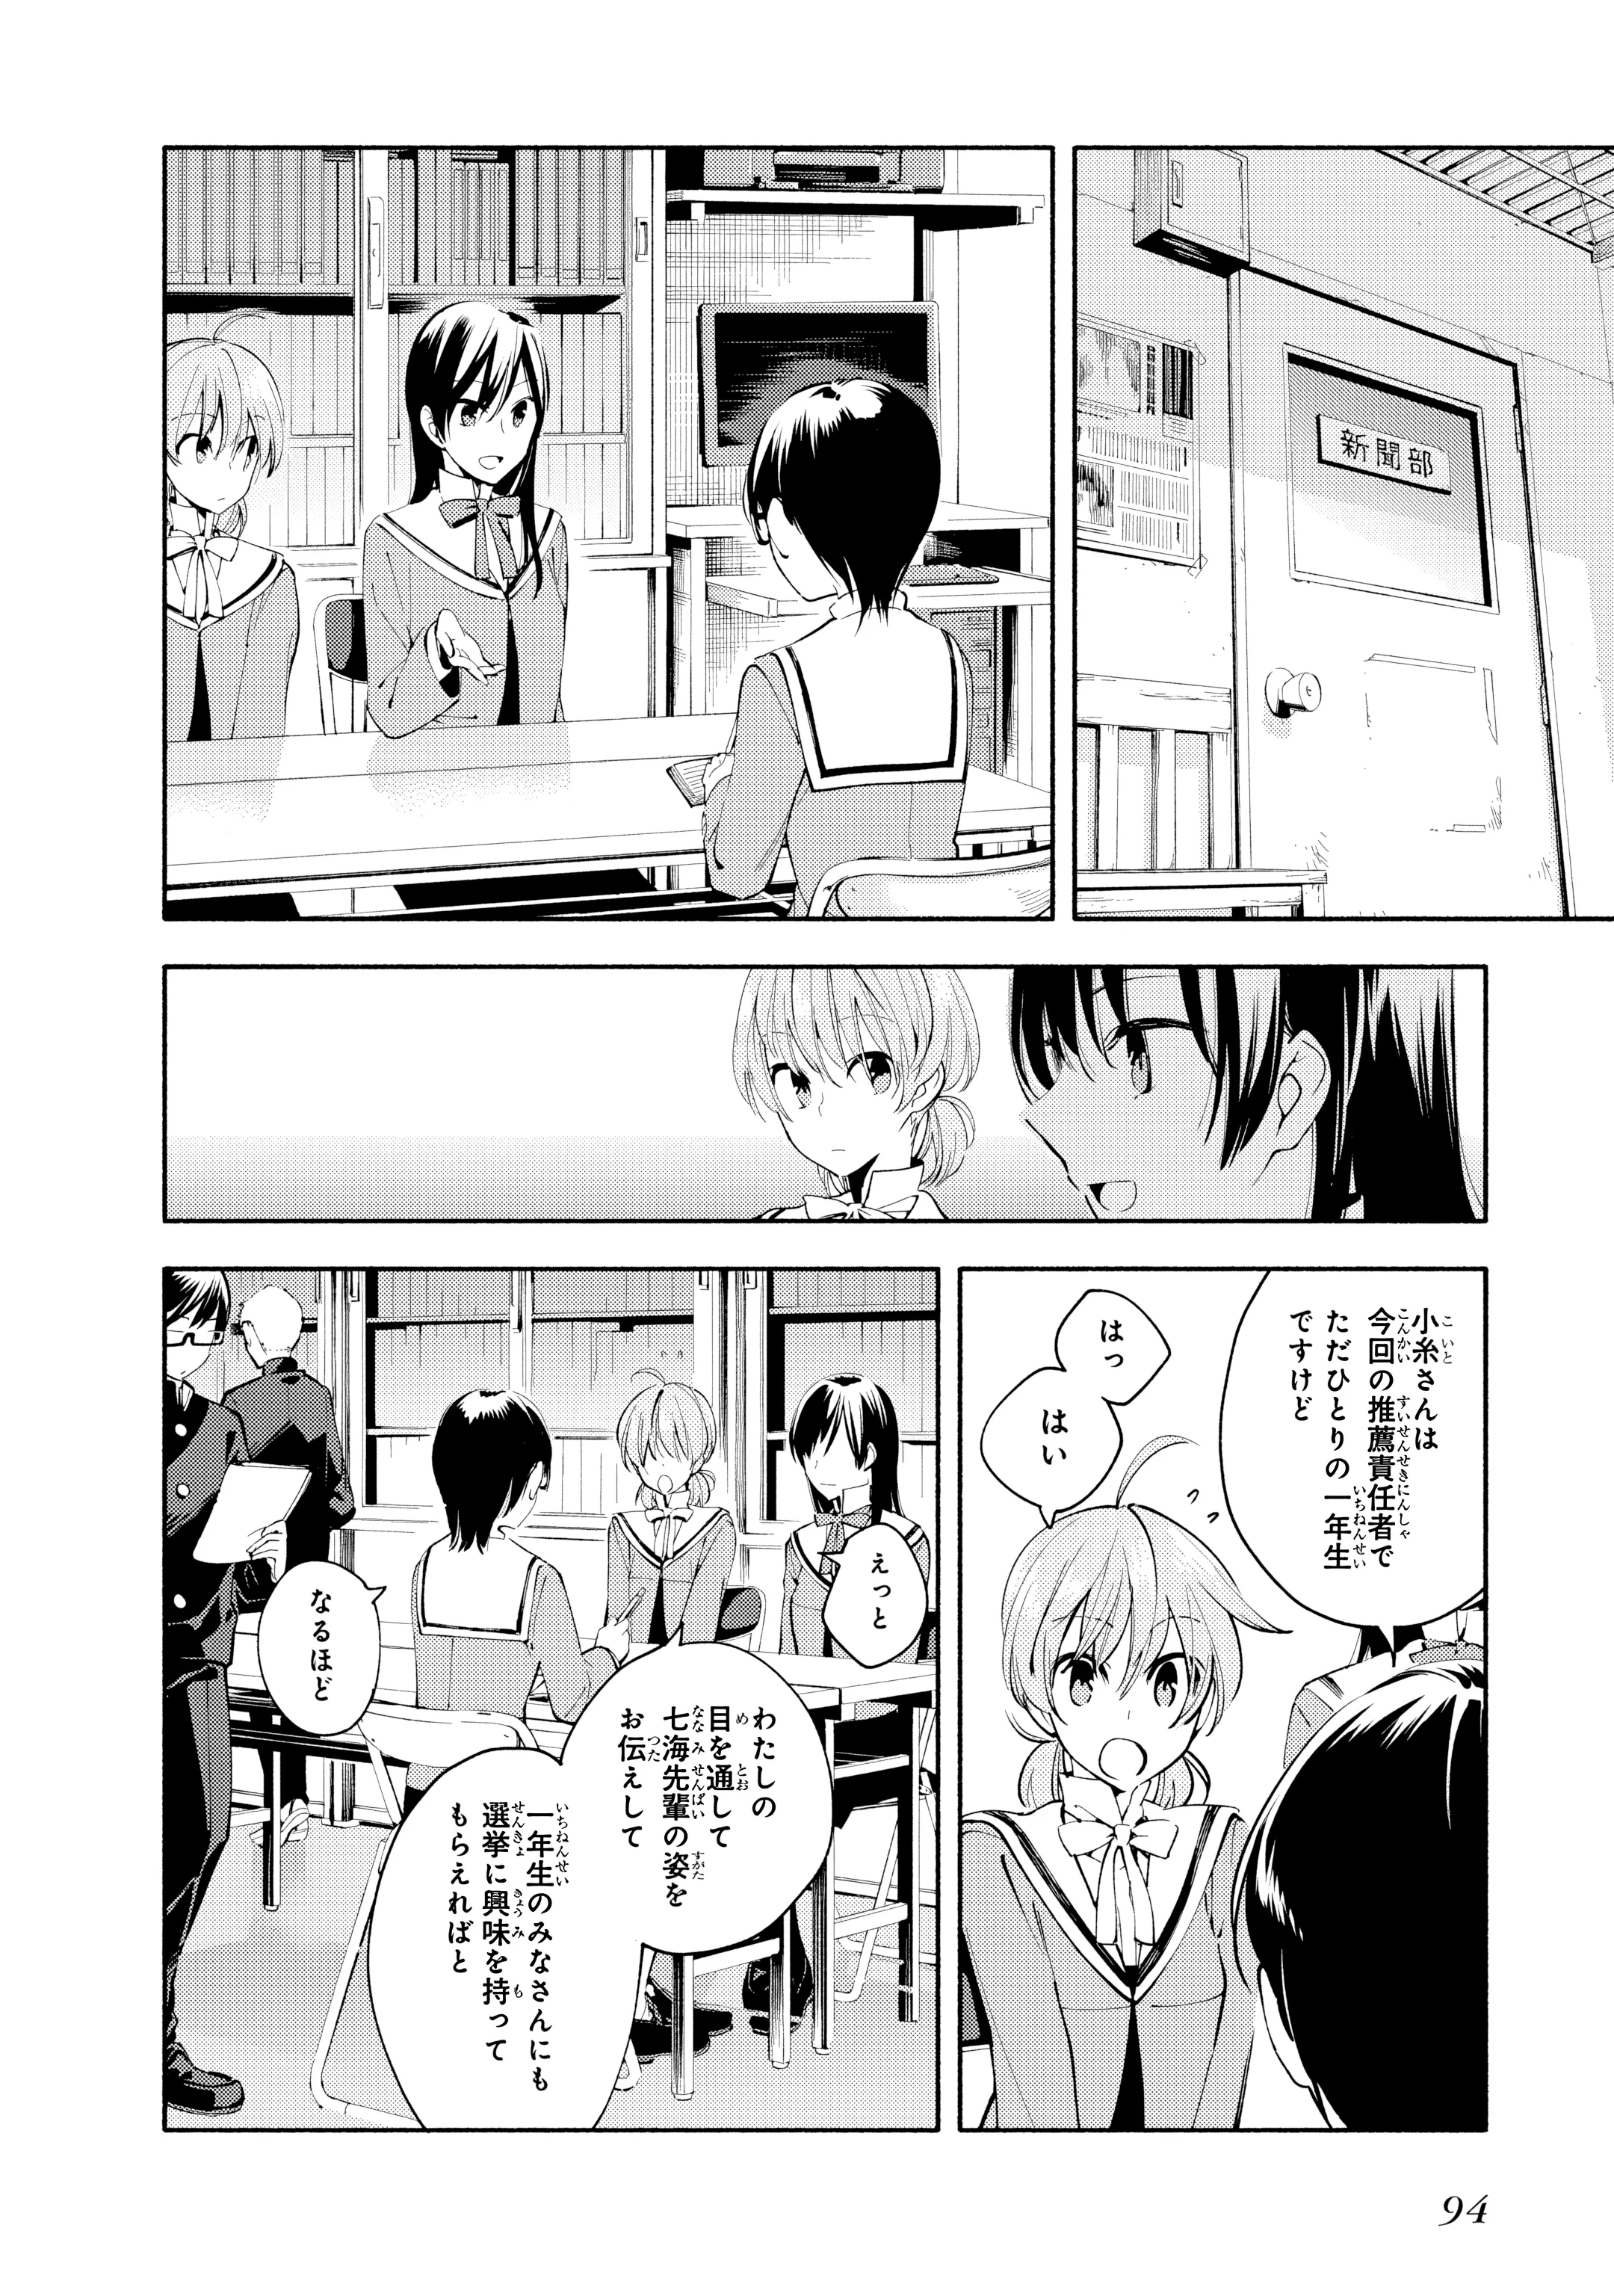 新聞部
小糸さんは
今回の推薦責任者で
ただひとりの一年生
ですけど
はっ
はい
えっと
わたしの
目を通して
七海先輩の姿を
お伝えして
一年生のみなさんにも
選挙に興味を持って
もらえればと
なるほど
94